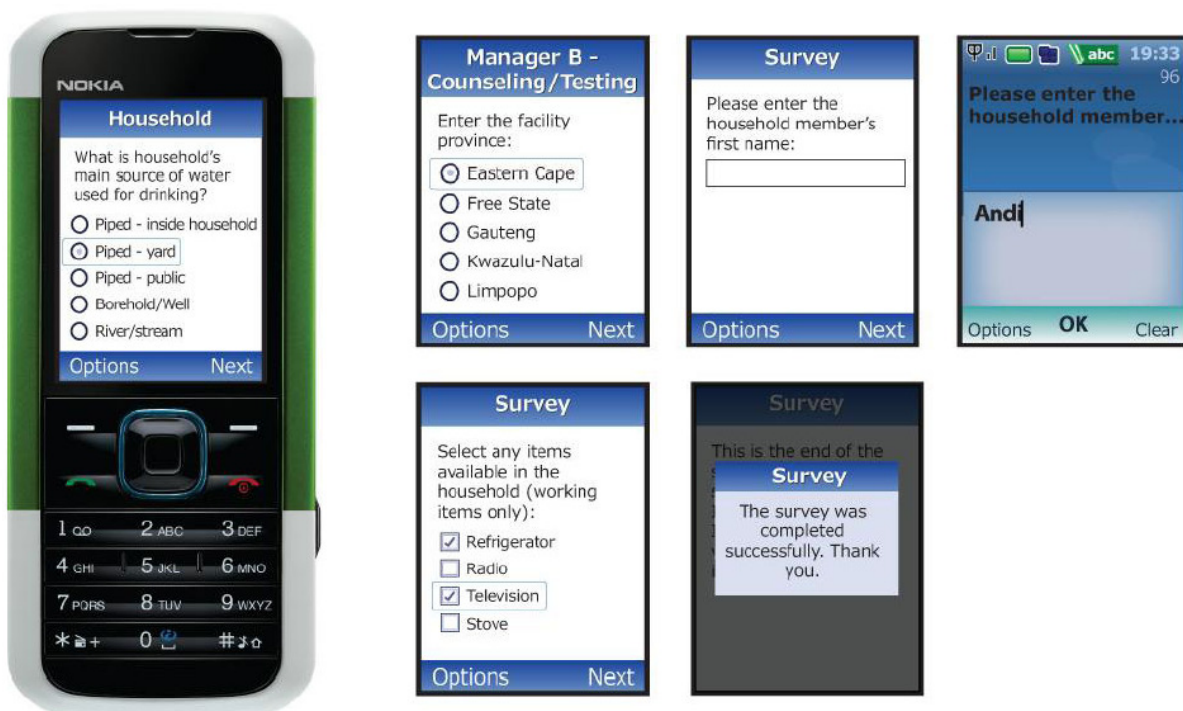 NOKIA
Household
What is household's
main source of water
used for drinking?
Piped - inside household
Piped - yard
Piped - public
Borehold/Well
River/stream
Options Next
1
2 ABC 3 DEF
4 GHI 5 JKL 6 MNO
7 PQRS 8 TUV 9 WXYZ
* + 0 #
Manager B -
Counseling/Testing
Enter the facility
province:
Eastern Cape
Free State
Gauteng
Kwazulu-Natal
Limpopo
Options Next
Survey
Please enter the
household member's
first name:
Options Next
abc 19:33
96
Please enter the
household member...
Andi
Options OK Clear
Survey
Select any items
available in the
household (working
items only):
Refrigerator
Radio
Television
Stove
Options Next
Survey
This is the end of the
Survey
The survey was
completed
successfully. Thank
you.